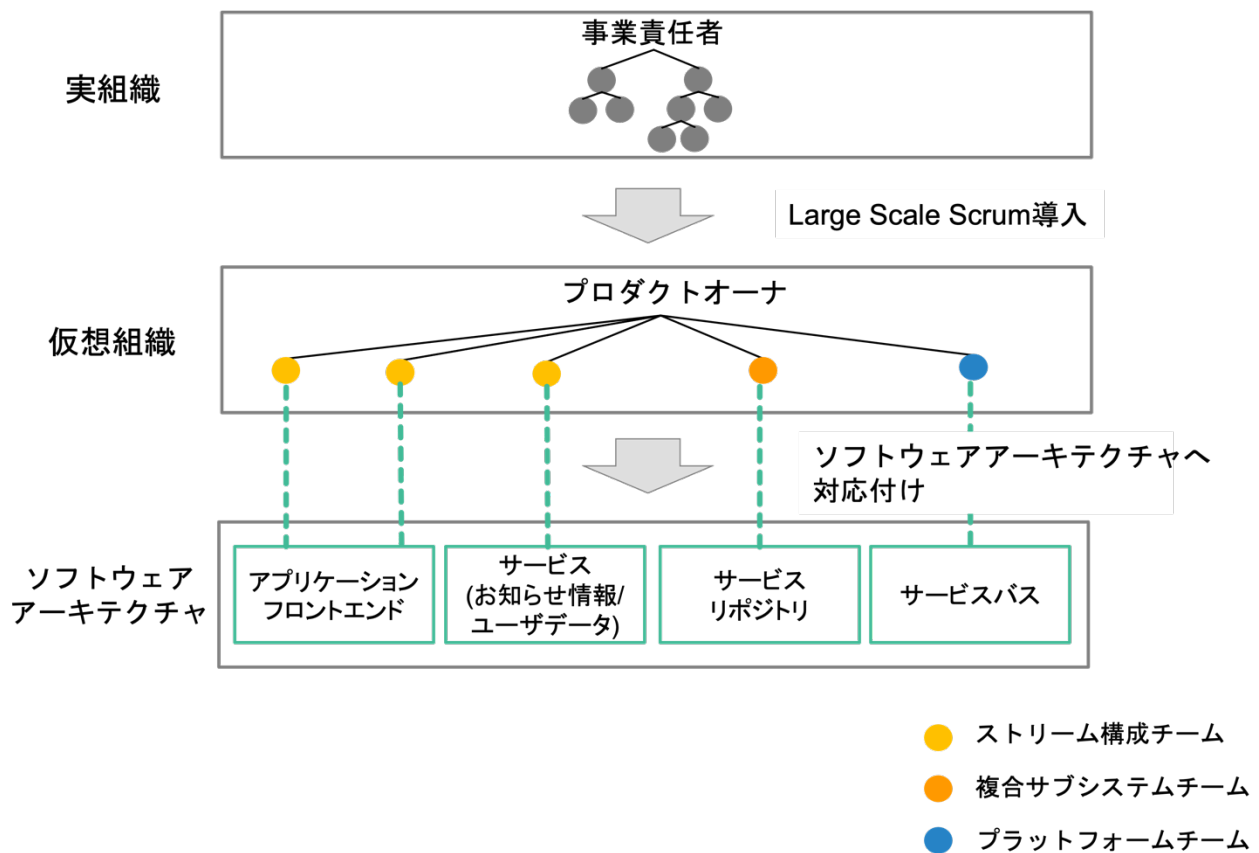 事業責任者
実組織
Large Scale Scrum導入
プロダクトオーナ
仮想組織
ソフトウェアアーキテクチャへ
対応付け
ソフトウェア
アーキテクチャ
アプリケーション
フロントエンド
サービス
(お知らせ情報/
ユーザデータ)
サービス
リポジトリ
サービスバス
ストリーム構成チーム
複合サブシステムチーム
プラットフォームチーム